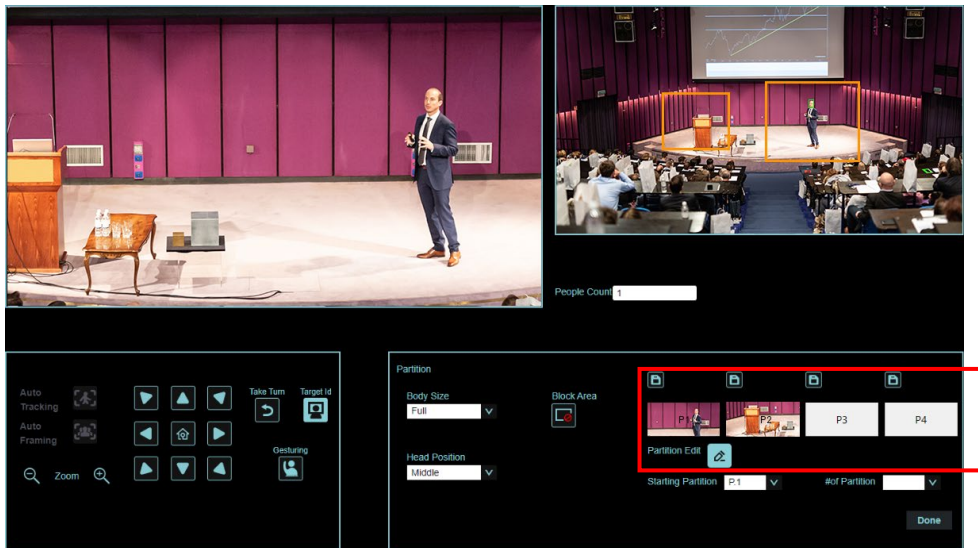 People Count 1
Partition
Auto Tracking
Auto Framing
Zoom
Take Turn
Target Id
Gesturing
Body Size
Full
Block Area
Head Position
Middle
P1
P2
P3
P4
Partition Edit
Starting Partition P.1
#of Partition
Done